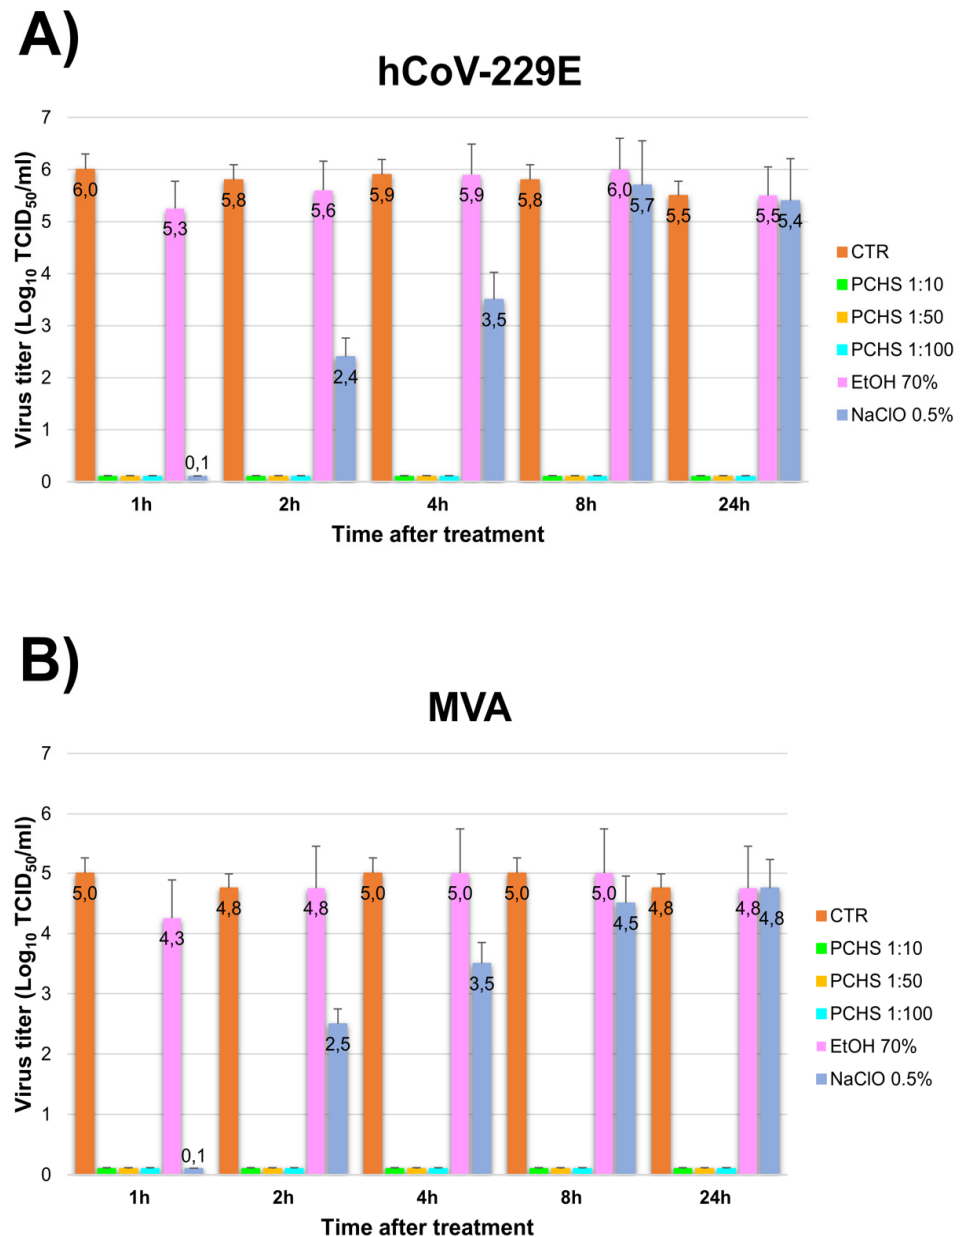 A)
hCoV-229E
Virus titer (Log₁₀ TCID₅₀/ml)
7
6
5
4
3
2
1
0
6,0
5,3
0,1
5,8
5,6
2,4
5,9
5,9
3,5
5,8
6,0
5,7
5,5
5,5
5,4
1h 2h 4h 8h 24h
Time after treatment
CTR
PCHS 1:10
PCHS 1:50
PCHS 1:100
EtOH 70%
NaClO 0.5%
B)
MVA
Virus titer (Log₁₀ TCID₅₀/ml)
7
6
5
4
3
2
1
0
5,0
4,3
0,1
4,8
4,8
2,5
5,0
5,0
3,5
5,0
5,0
4,5
4,8
4,8
4,8
1h 2h 4h 8h 24h
Time after treatment
CTR
PCHS 1:10
PCHS 1:50
PCHS 1:100
EtOH 70%
NaClO 0.5%